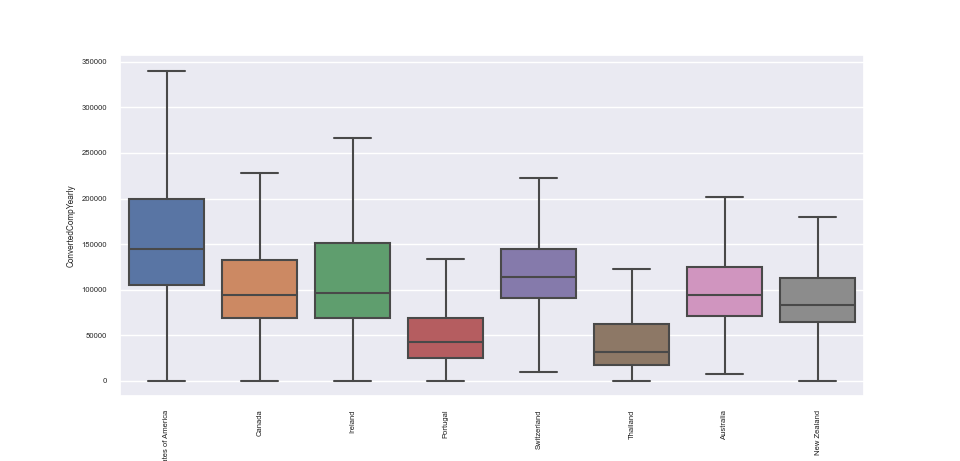 350000
300000
250000
200000
150000
100000
50000
0
ConvertedCompYearly
of America
Canada
Ireland
Portugal
Switzerland
Thailand
Australia
New Zealand